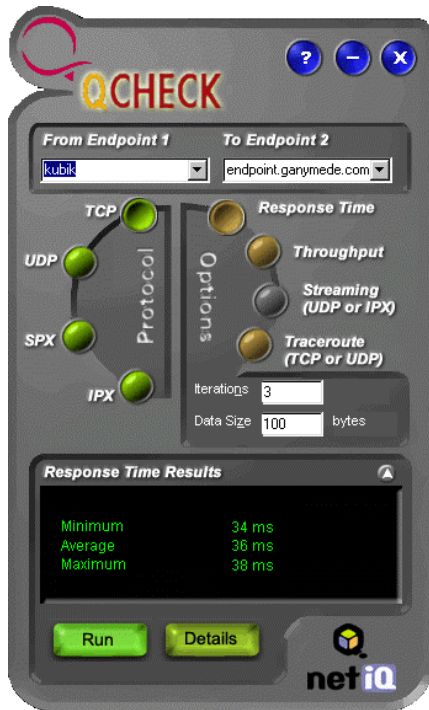 ? – X
QCHECK
From Endpoint 1 To Endpoint 2
kubik endpoint.ganymede.com
TCP Response Time
UDP Throughput
Protocol Options
Streaming
(UDP or IPX)
SPX Traceroute
(TCP or UDP)
IPX
Iterations 3
Data Size 100 bytes
Response Time Results
Minimum 34 ms
Average 36 ms
Maximum 38 ms
Run Details
net iQ